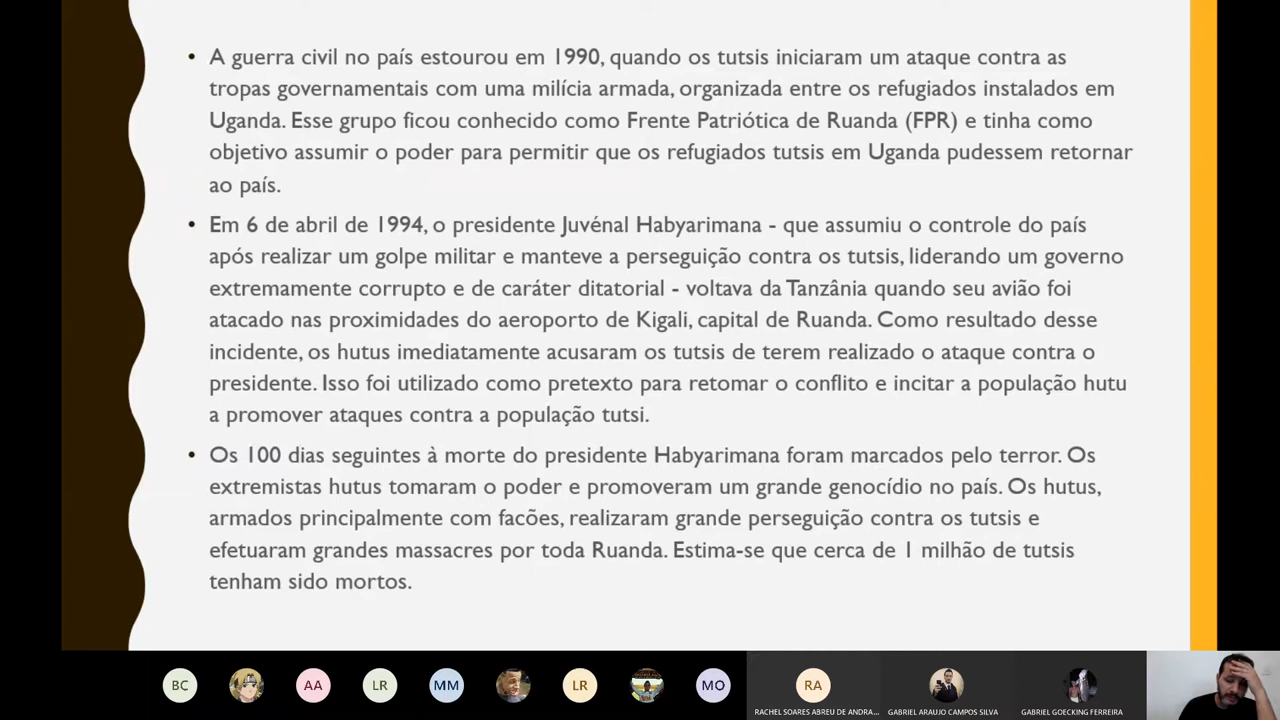 • A guerra civil no país estourou em 1990, quando os tutsis iniciaram um ataque contra as
tropas governamentais com uma milícia armada, organizada entre os refugiados instalados em
Uganda. Esse grupo ficou conhecido como Frente Patriótica de Ruanda (FPR) e tinha como
objetivo assumir o poder para permitir que os refugiados tutsis em Uganda pudessem retornar
ao país.
• Em 6 de abril de 1994, o presidente Juvénal Habyarimana - que assumiu o controle do país
após realizar um golpe militar e manteve a perseguição contra os tutsis, liderando um governo
extremamente corrupto e de caráter ditatorial - voltava da Tanzânia quando seu avião foi
atacado nas proximidades do aeroporto de Kigali, capital de Ruanda. Como resultado desse
incidente, os hutus imediatamente acusaram os tutsis de terem realizado o ataque contra o
presidente. Isso foi utilizado como pretexto para retomar o conflito e incitar a população hutu
a promover ataques contra a população tutsi.
• Os 100 dias seguintes à morte do presidente Habyarimana foram marcados pelo terror. Os
extremistas hutus tomaram o poder e promoveram um grande genocídio no país. Os hutus,
armados principalmente com facões, realizaram grande perseguição contra os tutsis e
efetuaram grandes massacres por toda Ruanda. Estima-se que cerca de 1 milhão de tutsis
tenham sido mortos.
BC AA LR MM LR MO RA
RACHEL SOARES ABREU DE ANDRA... GABRIEL ARAUJO CAMPOS SILVA GABRIEL GOECKING FERREIRA